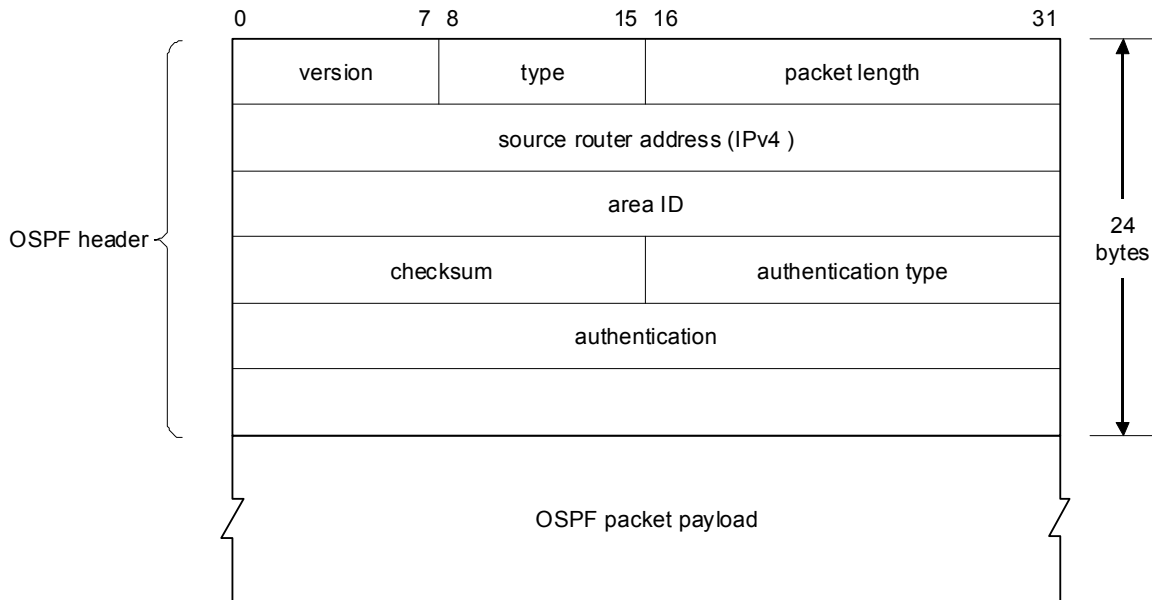 0 7 8 15 16 31
version type packet length
source router address (IPv4 )
area ID
OSPF header
24
bytes
checksum authentication type
authentication
OSPF packet payload